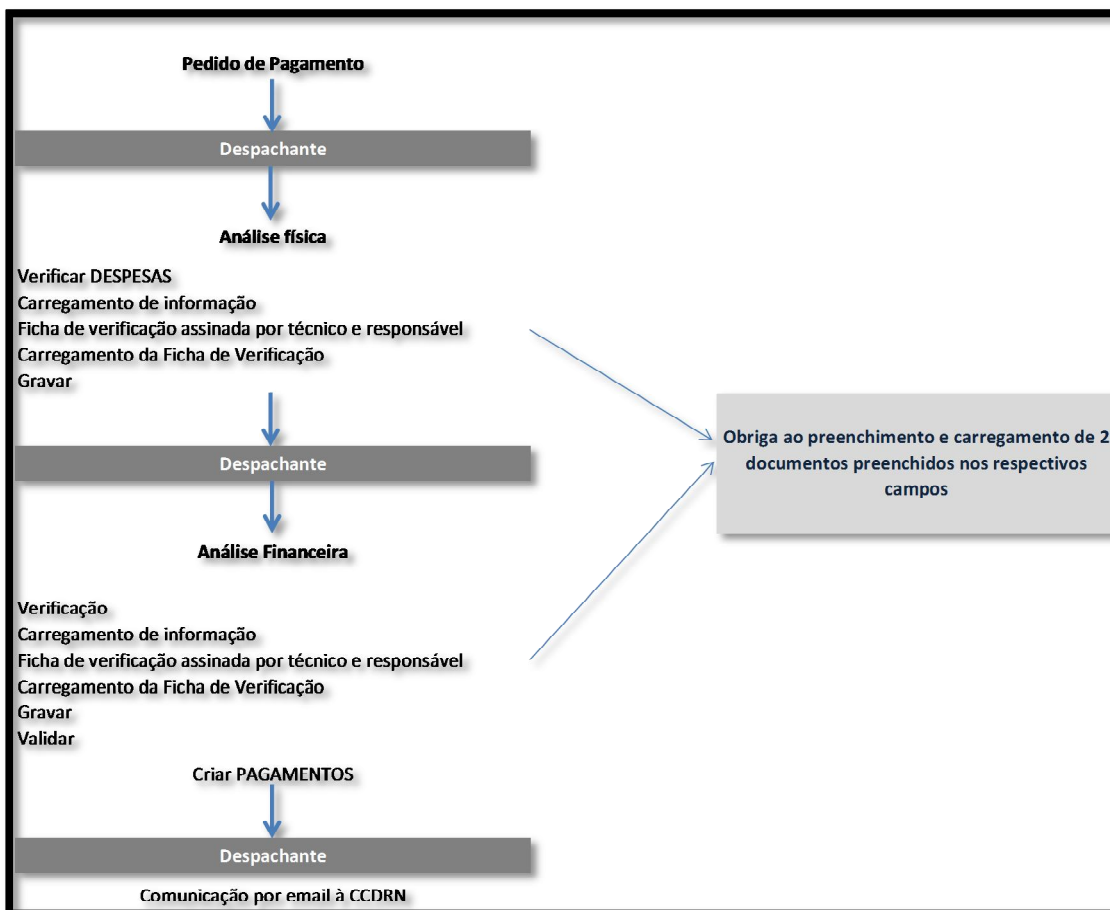 Pedido de Pagamento
Despachante
Análise física
Verificar DESPESAS
Carregamento de informação
Ficha de verificação assinada por técnico e responsável
Carregamento da Ficha de Verificação
Gravar
Despachante
Análise Financeira
Verificação
Carregamento de informação
Ficha de verificação assinada por técnico e responsável
Carregamento da Ficha de Verificação
Gravar
Validar
Criar PAGAMENTOS
Despachante
Comunicação por email à CCDRN
Obriga ao preenchimento e carregamento de 2
documentos preenchidos nos respectivos
campos